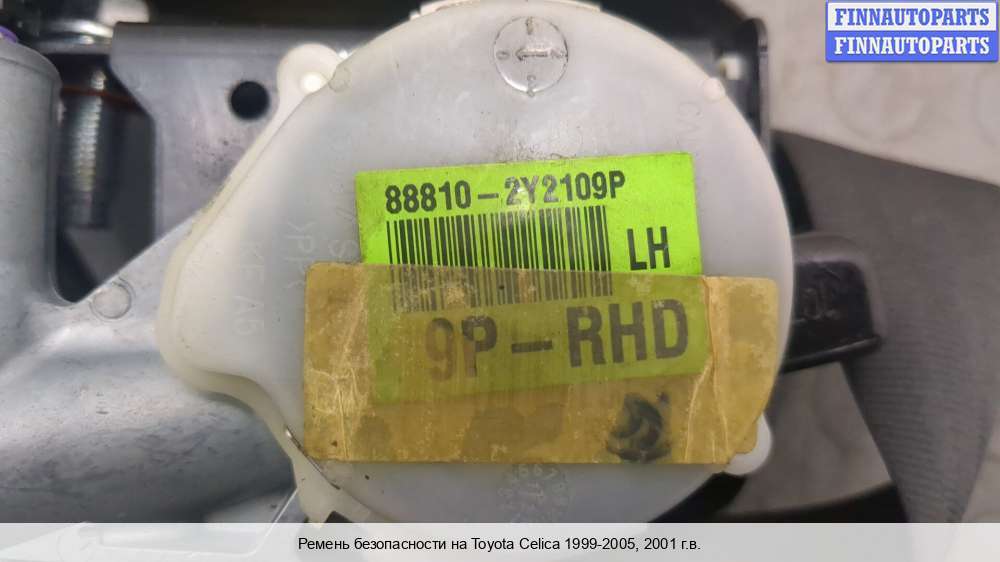 FINNAUTOPARTS
FINNAUTOPARTS
88810-2Y2109P
LH
9P-RHD
Ремень безопасности на Toyota Celica 1999-2005, 2001 г.в.